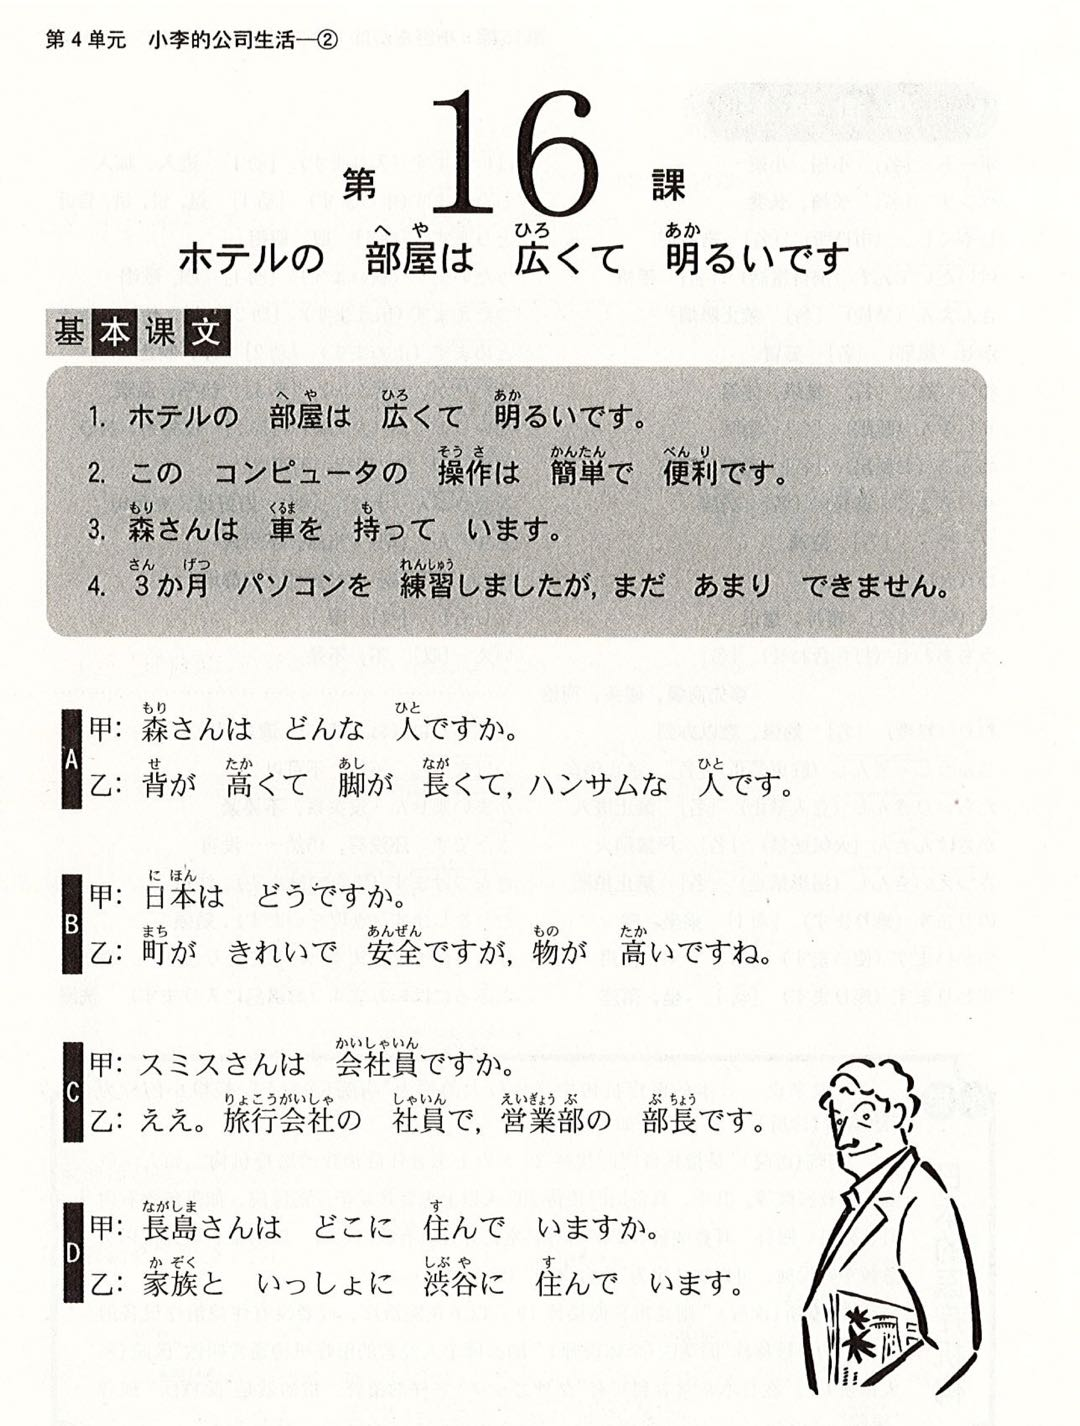 第4单元　小李的公司生活—②
第 16 課
へや　ひろ　あか
ホテルの　部屋は　広くて　明るいです
基本课文
へや　ひろ　あか
1. ホテルの　部屋は　広くて　明るいです。
そうさ　かんたん　べんり
2. この　コンピュータの　操作は　簡単で　便利です。
もり　くるま　も
3. 森さんは　車を　持って　います。
さん　げつ　れんしゅう
4. 3か月　パソコンを　練習しましたが, まだ　あまり　できません。
A
もり　ひと
甲: 森さんは　どんな　人ですか。
せ　たか　あし　なが　ひと
乙: 背が　高くて　脚が　長くて, ハンサムな　人です。
B
にほん
甲: 日本は　どうですか。
まち　あんぜん　もの　たか
乙: 町が　きれいで　安全ですが, 物が　高いですね。
C
かいしゃいん
甲: スミスさんは　会社員ですか。
りょこうがいしゃ　しゃいん　えいぎょうぶ　ぶちょう
乙: ええ。旅行会社の　社員で, 営業部の　部長です。
D
ながしま　す
甲: 長島さんは　どこに　住んで　いますか。
かぞく　しぶや　す
乙: 家族と　いっしょに　渋谷に　住んで　います。